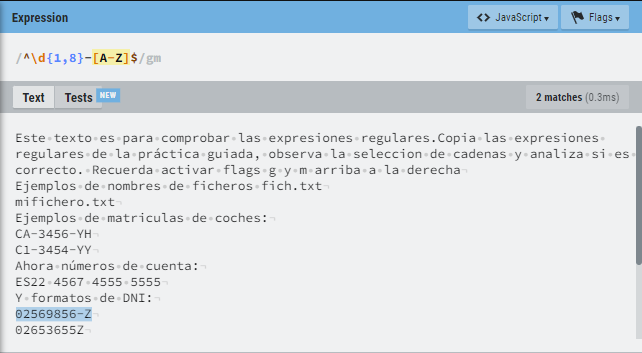 Expression
<> JavaScript ▾
Flags ▾
/^\d{1,8}-[A-Z]$/gm
Text
Tests
NEW
2 matches (0.3ms)
Este·texto·es·para·comprobar·las·expresiones·regulares.Copia·las·expresiones·
regulares·de·la·práctica·guiada,·observa·la·seleccion·de·cadenas·y·analiza·si·es·
correcto.·Recuerda·activar·flags·g·y·m·arriba·a·la·derecha¬
Ejemplos·de·nombres·de·ficheros·fich.txt¬
mifichero.txt¬
Ejemplos·de·matriculas·de·coches:¬
CA-3456-YH¬
C1-3454-YY¬
Ahora·números·de·cuenta:¬
ES22·4567·4555·5555¬
Y·formatos·de·DNI:¬
02569856-Z¬
02653655Z¬